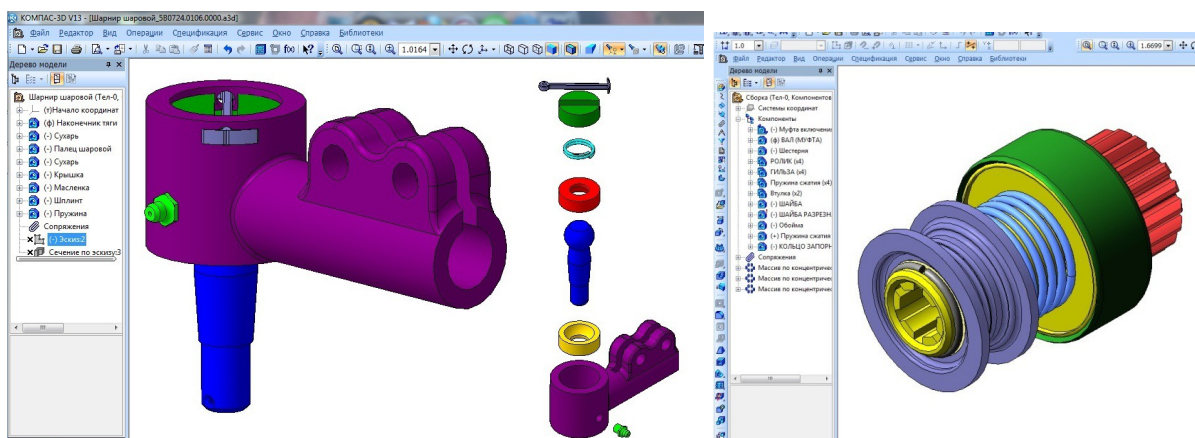 КОМПАС-3D V13 - [Шарнир шаровой_580724.0106.0000.a3d]
Файл Редактор Вид Операции Спецификация Сервис Окно Справка Библиотеки
1.0164
Дерево модели
Шарнир шаровой (Тел-0,
(т)Начало координат
(ф) Наконечник тяги
(-) Сухарь
(-) Палец шаровой
(-) Сухарь
(-) Крышка
(-) Масленка
(-) Шплинт
(-) Пружина
Сопряжения
(-) Эскиз:2
Сечение по эскизу:3
1.0
1.6699
Файл Редактор Вид Операции Спецификация Сервис Окно Справка Библиотеки
Дерево модели
Сборка (Тел-0, Компонентов
Системы координат
Компоненты
(-) Муфта включени
(ф) ВАЛ (МУФТА)
(-) Шестерня
РОЛИК (x4)
ГИЛЬЗА (x4)
Пружина сжатия (x4)
Втулка (x2)
(-) ШАЙБА
(-) ШАЙБА РАЗРЕЗН
(-) Обойма
(+) Пружина сжатия
(-) КОЛЬЦО ЗАПОРН
Сопряжения
Массив по концентриче
Массив по концентриче
Массив по концентриче